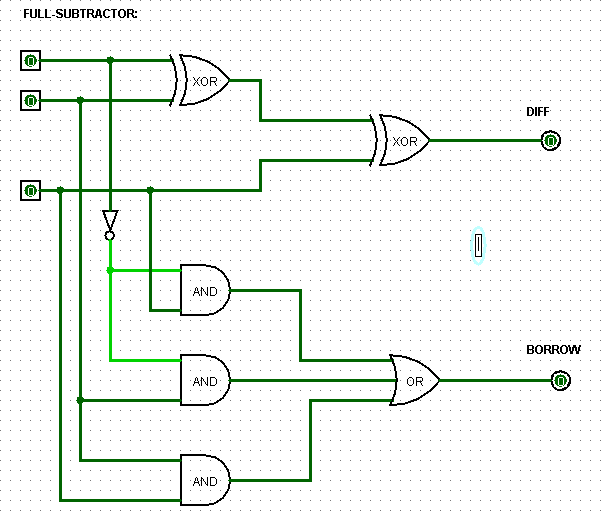 FULL-SUBTRACTOR:
0
XOR
0
DIFF
XOR
0
0
AND
BORROW
AND
OR
0
AND